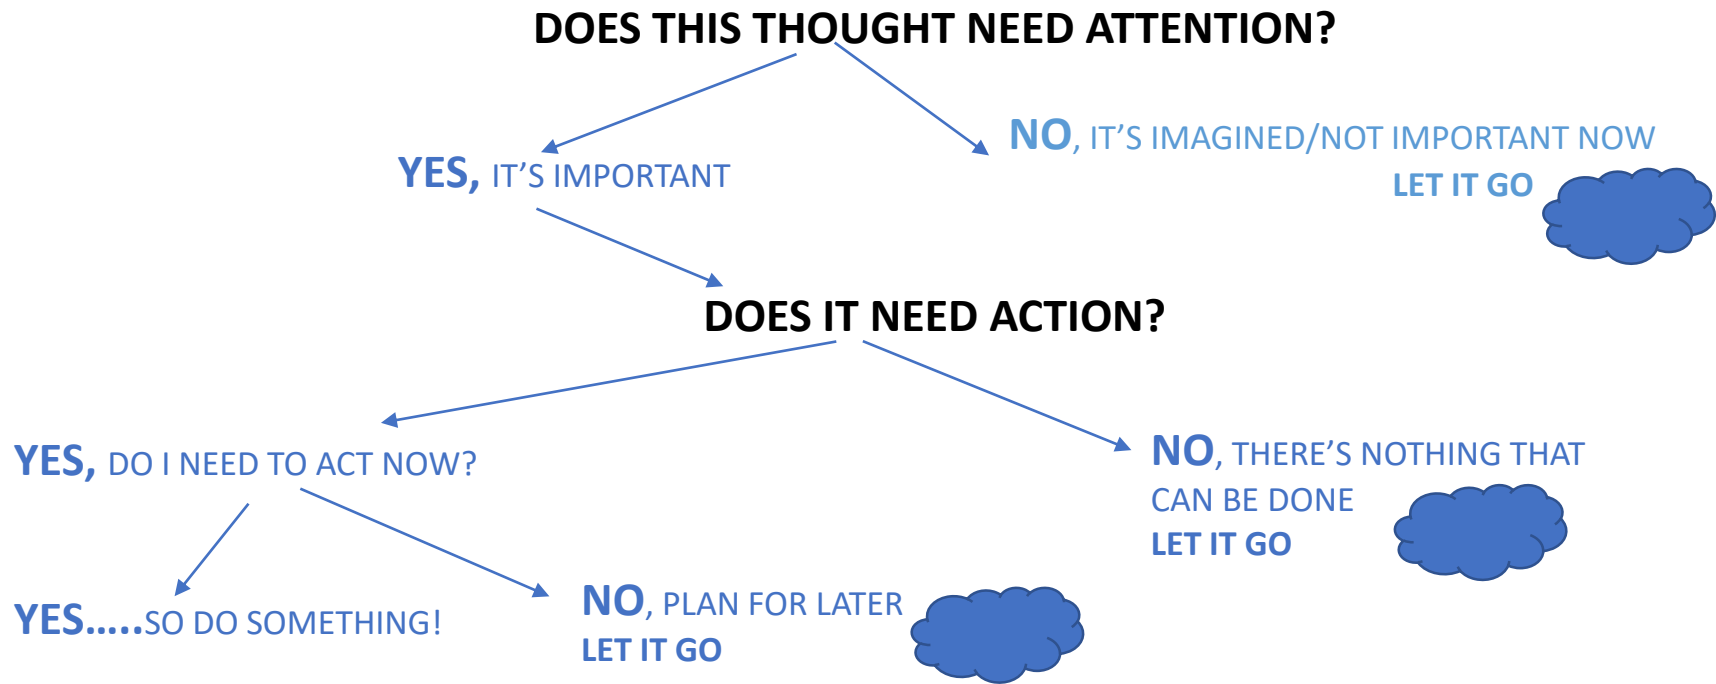 DOES THIS THOUGHT NEED ATTENTION?
NO, IT’S IMAGINED/NOT IMPORTANT NOW
LET IT GO
YES, IT’S IMPORTANT
DOES IT NEED ACTION?
YES, DO I NEED TO ACT NOW?
NO, THERE’S NOTHING THAT
CAN BE DONE
LET IT GO
YES.....SO DO SOMETHING!
NO, PLAN FOR LATER
LET IT GO